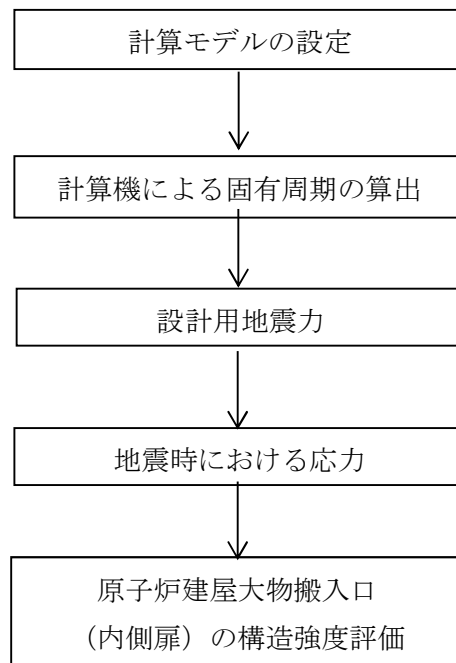 計算モデルの設定
計算機による固有周期の算出
設計用地震力
地震時における応力
原子炉建屋大物搬入口
（内側扉）の構造強度評価